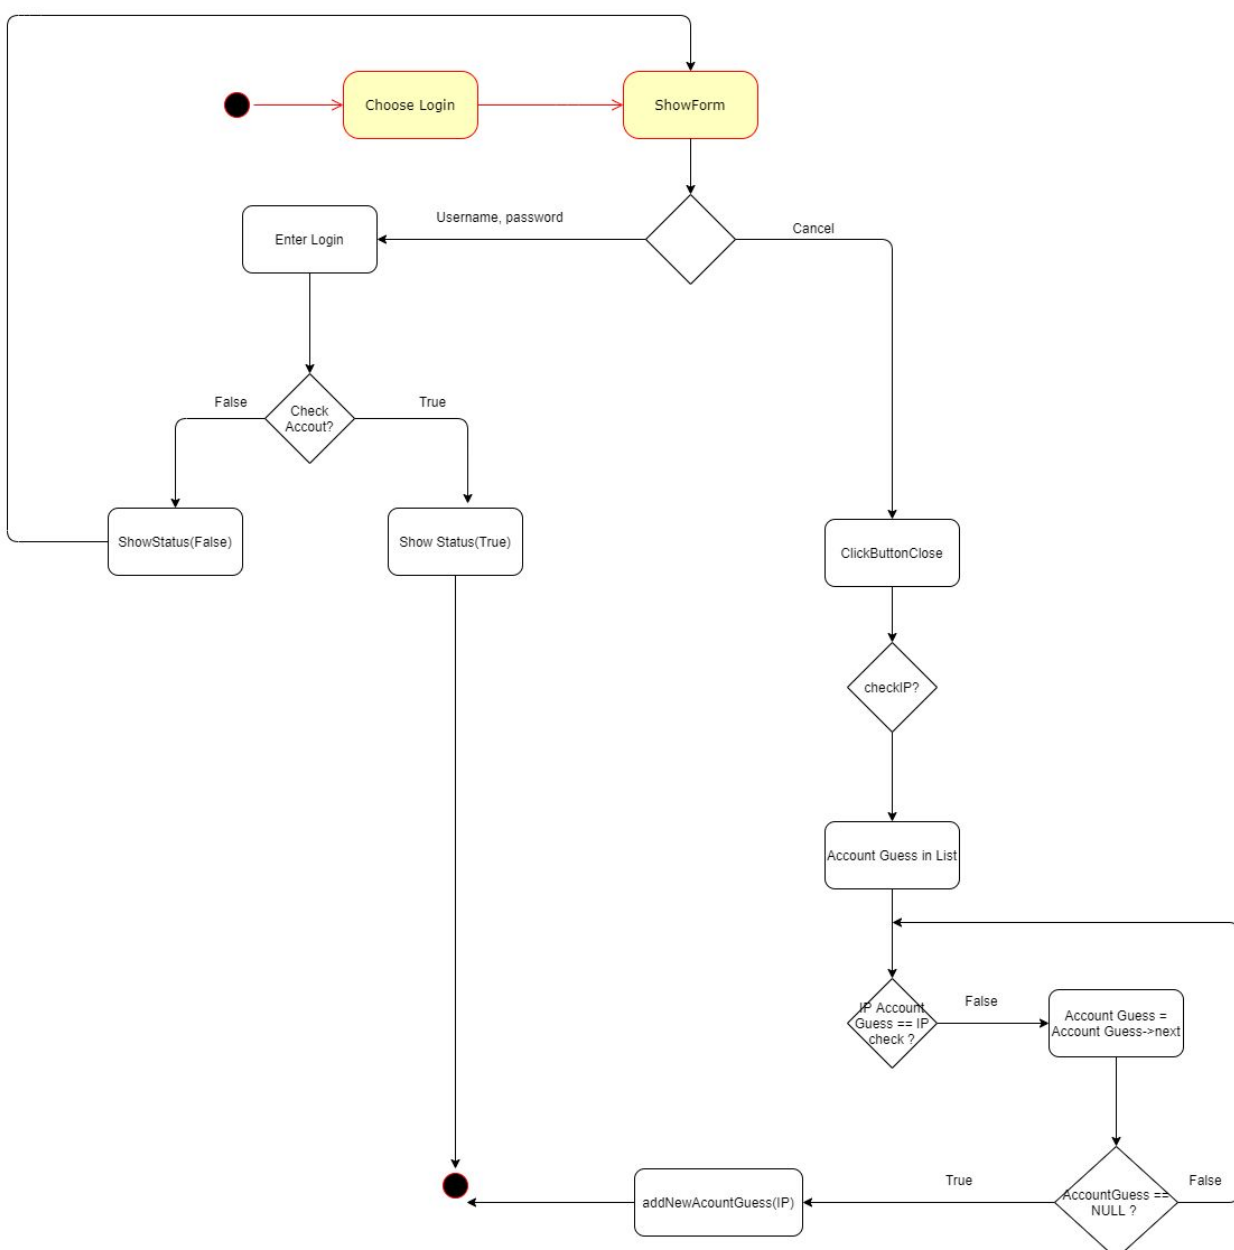 Choose Login
ShowForm
Username, password
Cancel
Enter Login
False
Check
Accout?
True
ShowStatus(False)
Show Status(True)
ClickButtonClose
checkIP?
Account Guess in List
IP Account
Guess == IP
check ?
False
Account Guess =
Account Guess->next
addNewAcountGuess(IP)
True
AccountGuess ==
NULL ?
False